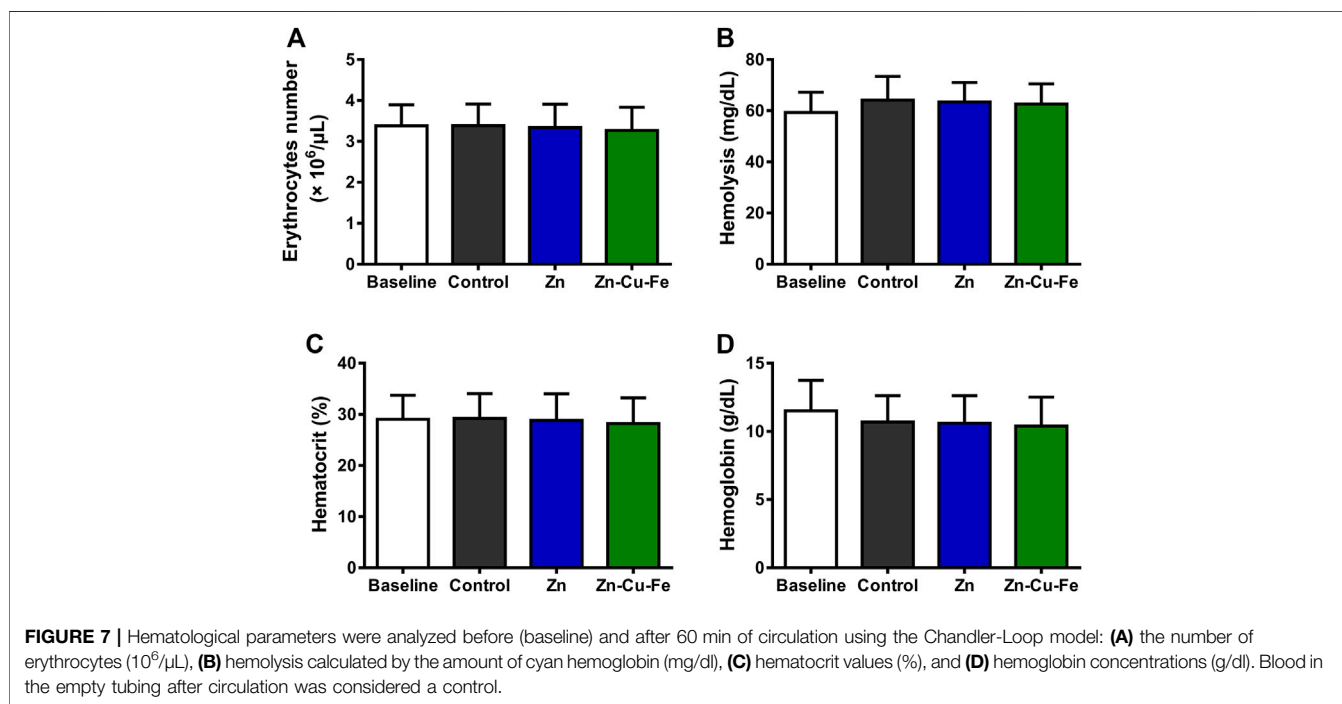 A
Erythrocytes number
(× 10⁶/µL)
5
4
3
2
1
0
Baseline Control Zn Zn-Cu-Fe
B
Hemolysis (mg/dL)
80
60
40
20
0
Baseline Control Zn Zn-Cu-Fe
C
Hematocrit (%)
40
30
20
10
0
Baseline Control Zn Zn-Cu-Fe
D
Hemoglobin (g/dL)
15
10
5
0
Baseline Control Zn Zn-Cu-Fe
FIGURE 7 | Hematological parameters were analyzed before (baseline) and after 60 min of circulation using the Chandler-Loop model: (A) the number of
erythrocytes (10⁶/µL), (B) hemolysis calculated by the amount of cyan hemoglobin (mg/dl), (C) hematocrit values (%), and (D) hemoglobin concentrations (g/dl). Blood in
the empty tubing after circulation was considered a control.